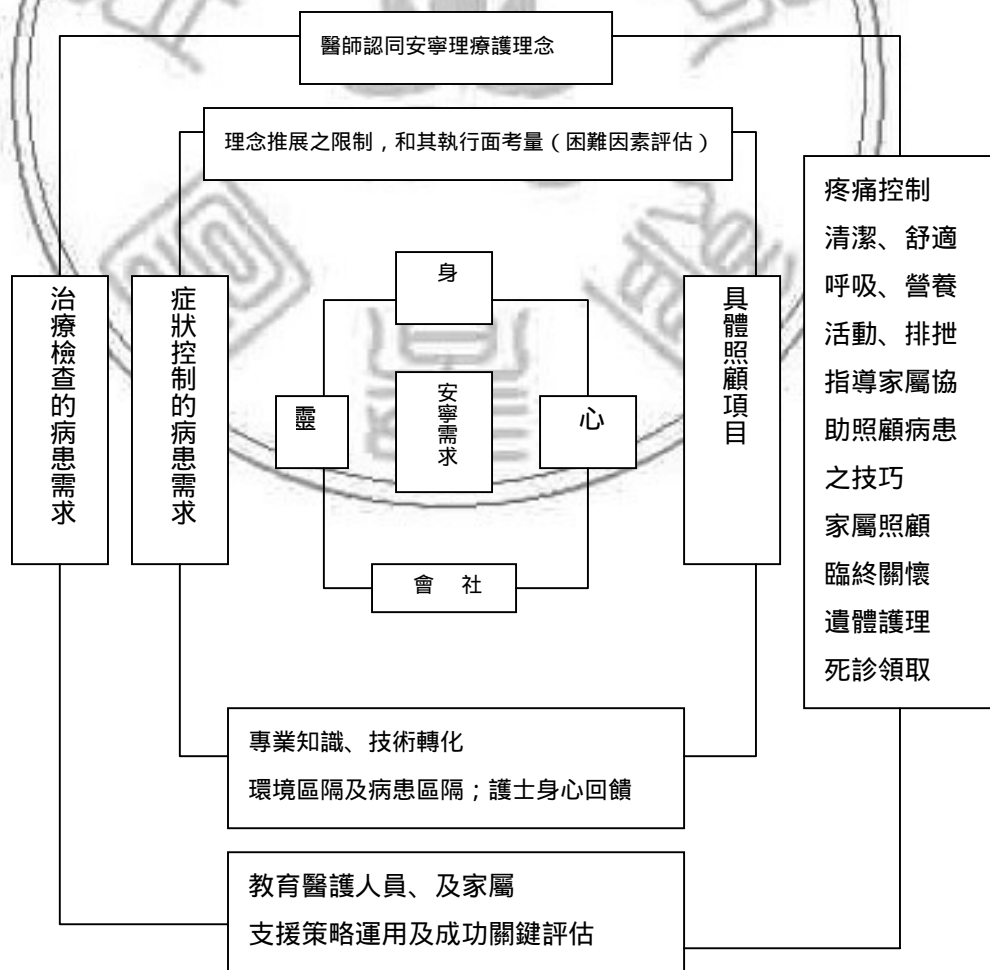 醫師認同安寧理療護理念
理念推展之限制，和其執行面考量（困難因素評估）
治療檢查的病患需求
症狀控制的病患需求
身
靈
安寧需求
心
會 社
具體照顧項目
疼痛控制
清潔、舒適
呼吸、營養
活動、排泄
指導家屬協
助照顧病患
之技巧
家屬照顧
臨終關懷
遺體護理
死診領取
專業知識、技術轉化
環境區隔及病患區隔；護士身心回饋
教育醫護人員、及家屬
支援策略運用及成功關鍵評估